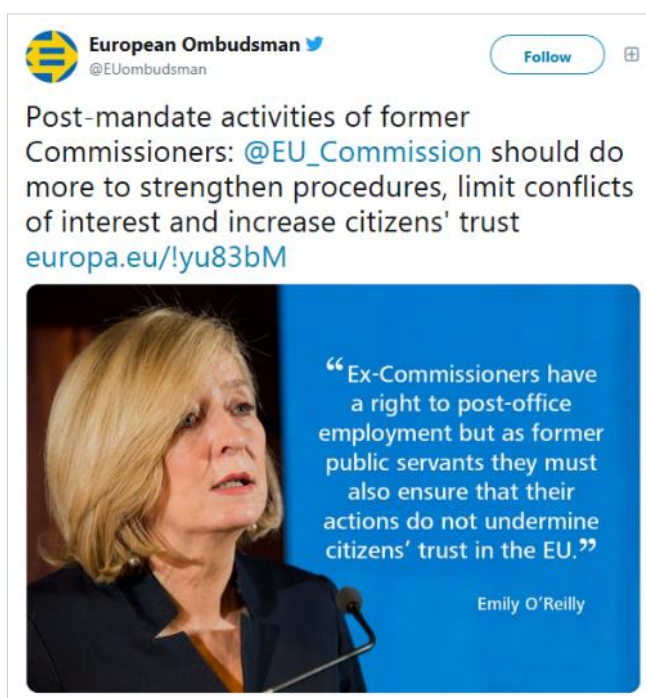 European Ombudsman
@EUombudsman
Follow
Post-mandate activities of former
Commissioners: @EU_Commission should do
more to strengthen procedures, limit conflicts
of interest and increase citizens' trust
europa.eu/!yu83bM
“Ex-Commissioners have
a right to post-office
employment but as former
public servants they must
also ensure that their
actions do not undermine
citizens’ trust in the EU.”
Emily O’Reilly